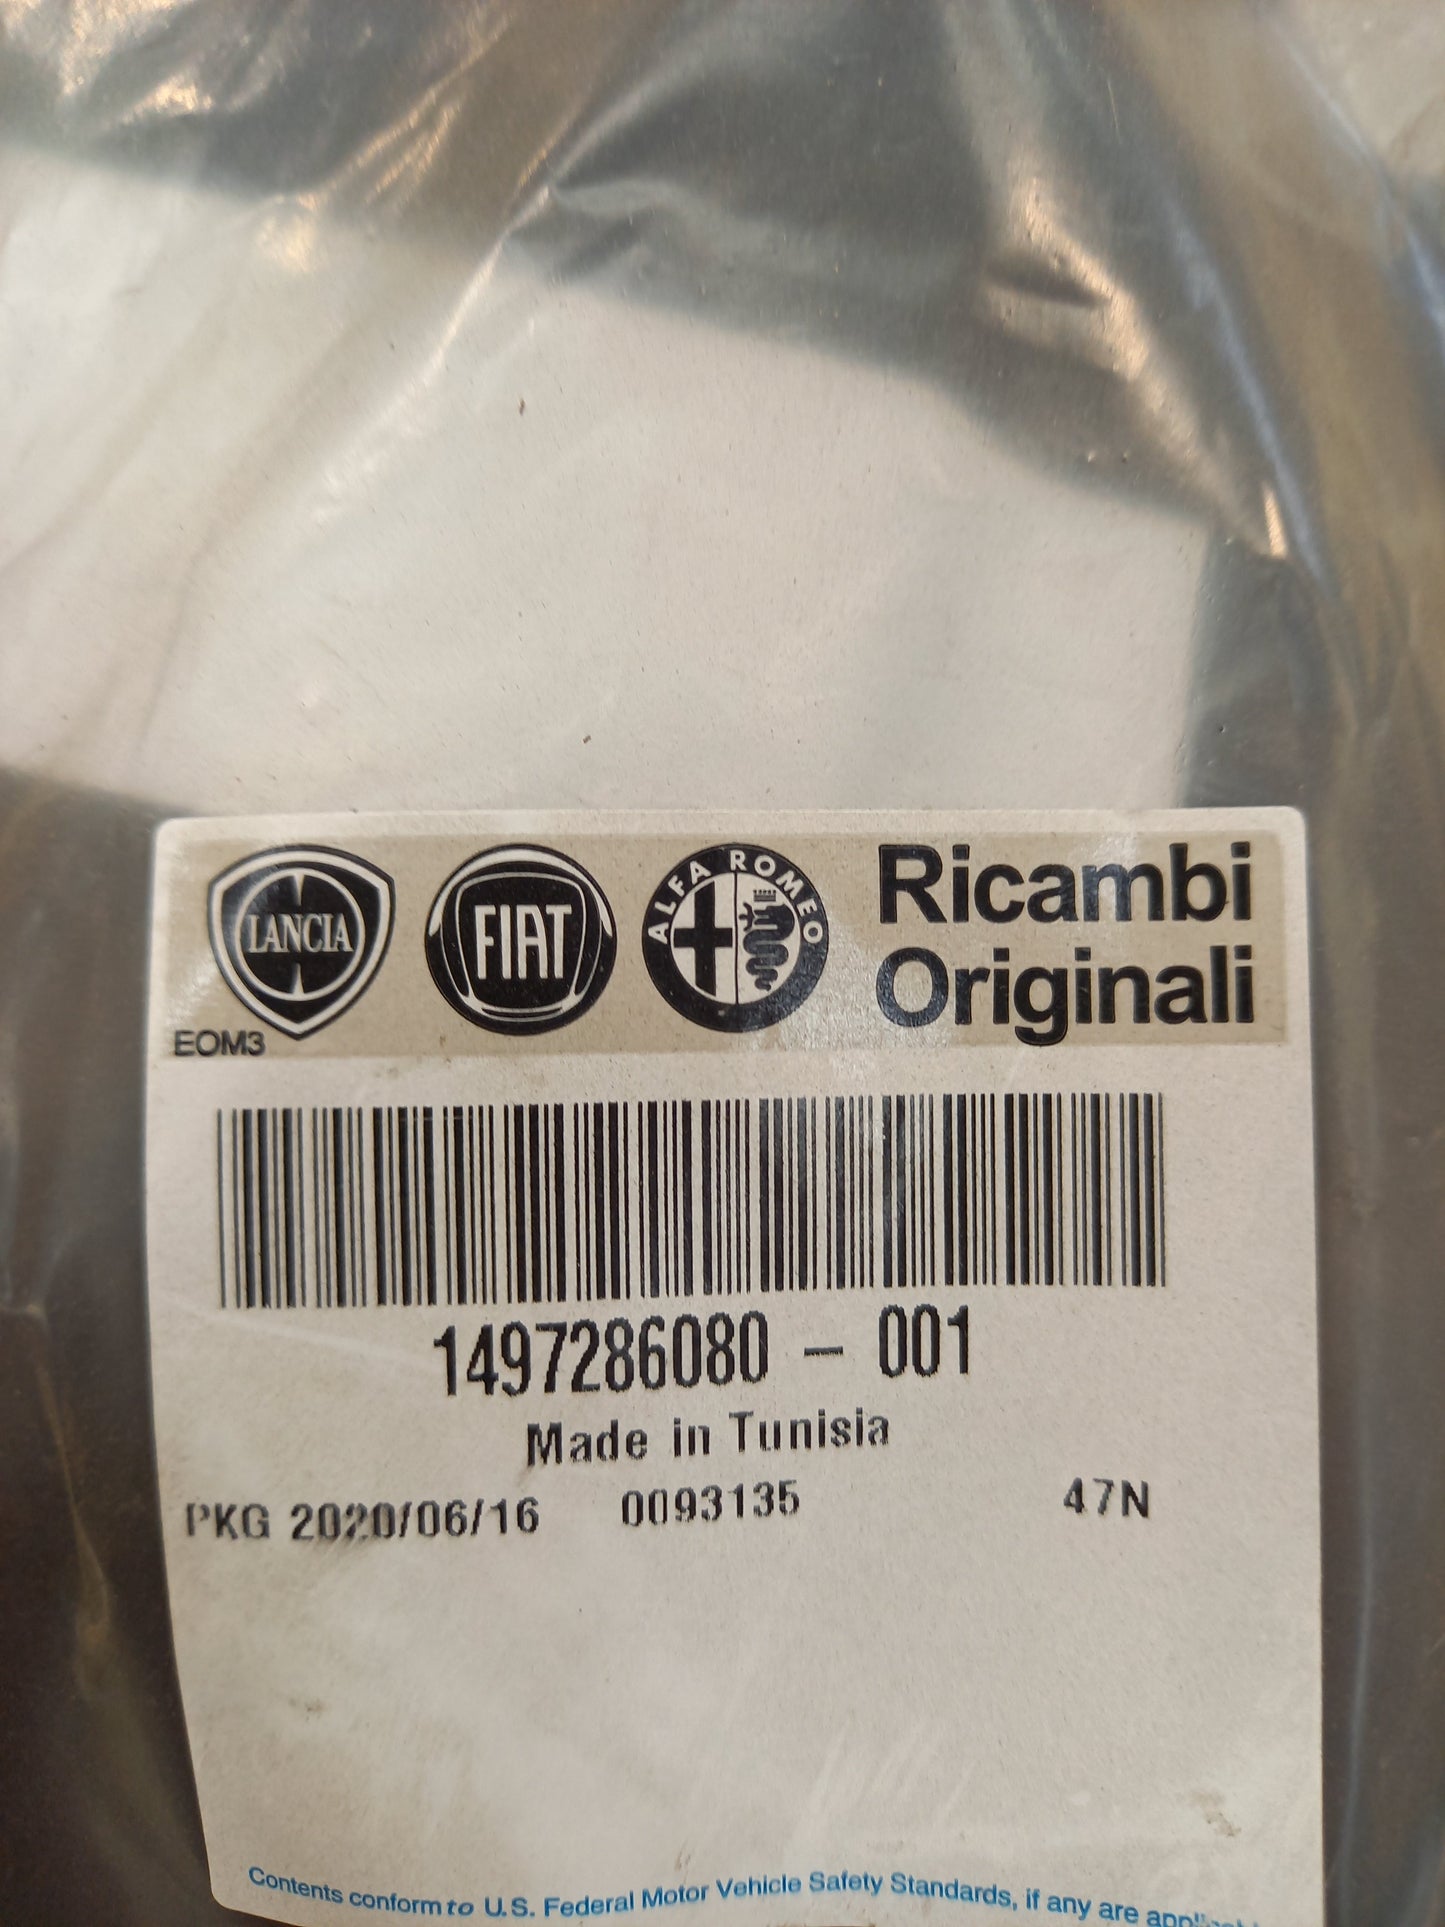 LANCIA FIAT ALFA ROMEO Ricambi
Originali
EOM3
1497286080 - 001
Made in Tunisia
PKG 2020/06/16 0093135 47N
Contents conform to U.S. Federal Motor Vehicle Safety Standards, if any are